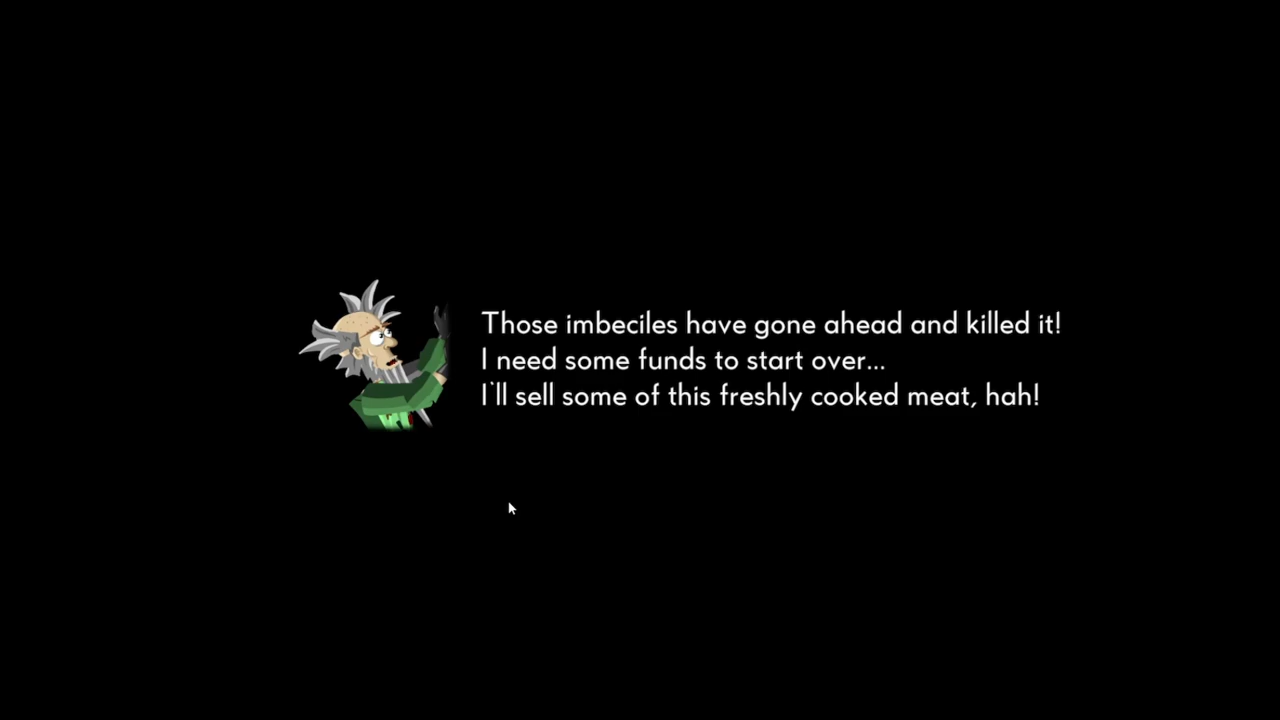 Those imbeciles have gone ahead and killed it!
I need some funds to start over...
I`ll sell some of this freshly cooked meat, hah!